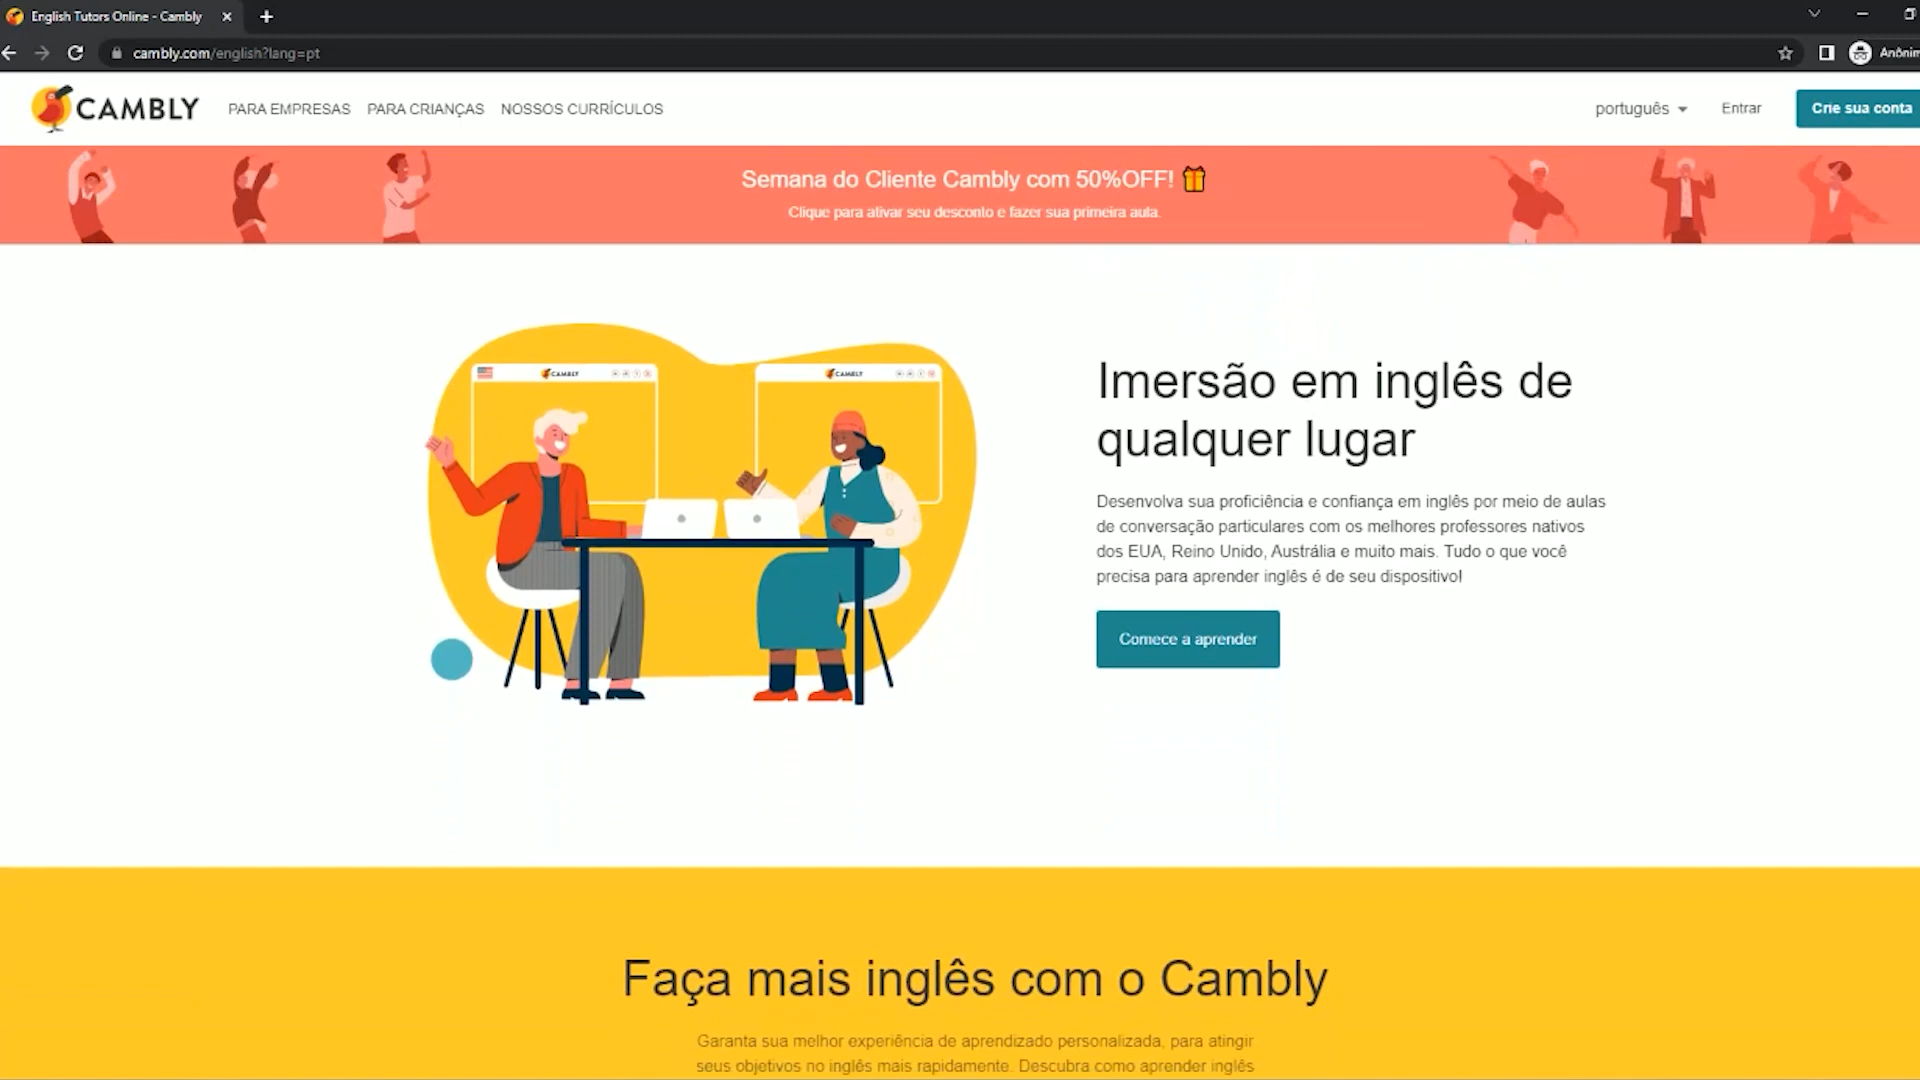 English Tutors Online - Cambly
cambly.com/english?lang=pt
Anônim
CAMBLY
PARA EMPRESAS
PARA CRIANÇAS
NOSSOS CURRÍCULOS
português
Entrar
Crie sua conta
Semana do Cliente Cambly com 50%OFF!
Clique para ativar seu desconto e fazer sua primeira aula.
CAMBLY
CAMBLY
Imersão em inglês de
qualquer lugar
Desenvolva sua proficiência e confiança em inglês por meio de aulas
de conversação particulares com os melhores professores nativos
dos EUA, Reino Unido, Austrália e muito mais. Tudo o que você
precisa para aprender inglês é de seu dispositivo!
Comece a aprender
Faça mais inglês com o Cambly
Garanta sua melhor experiência de aprendizado personalizada, para atingir
seus objetivos no inglês mais rapidamente. Descubra como aprender inglês